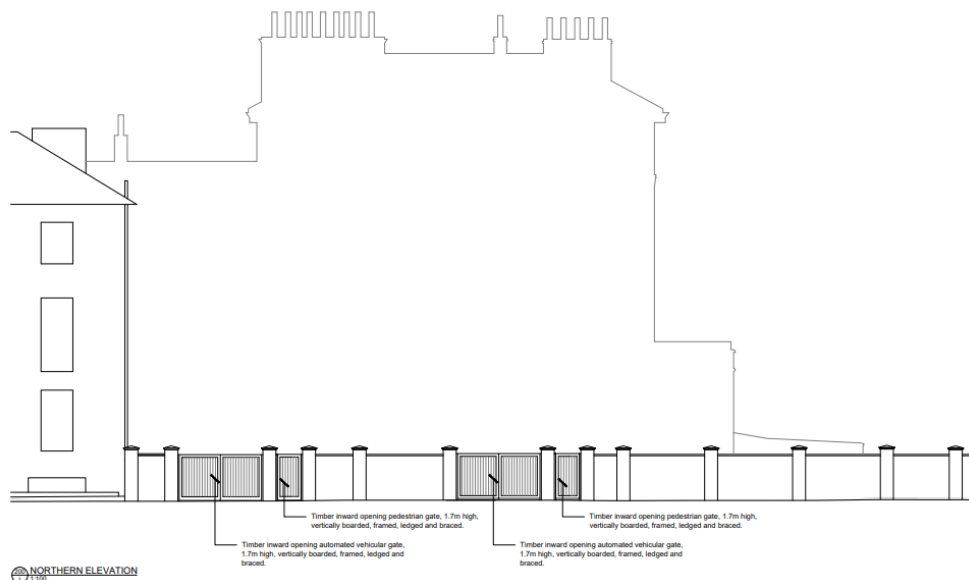 Timber inward opening pedestrian gate, 1.7m high,
vertically boarded, framed, ledged and braced.
Timber inward opening pedestrian gate, 1.7m high,
vertically boarded, framed, ledged and braced.
Timber inward opening automated vehicular gate,
1.7m high, vertically boarded, framed, ledged and
braced.
Timber inward opening automated vehicular gate,
1.7m high, vertically boarded, framed, ledged and
braced.
NORTHERN ELEVATION
1:100